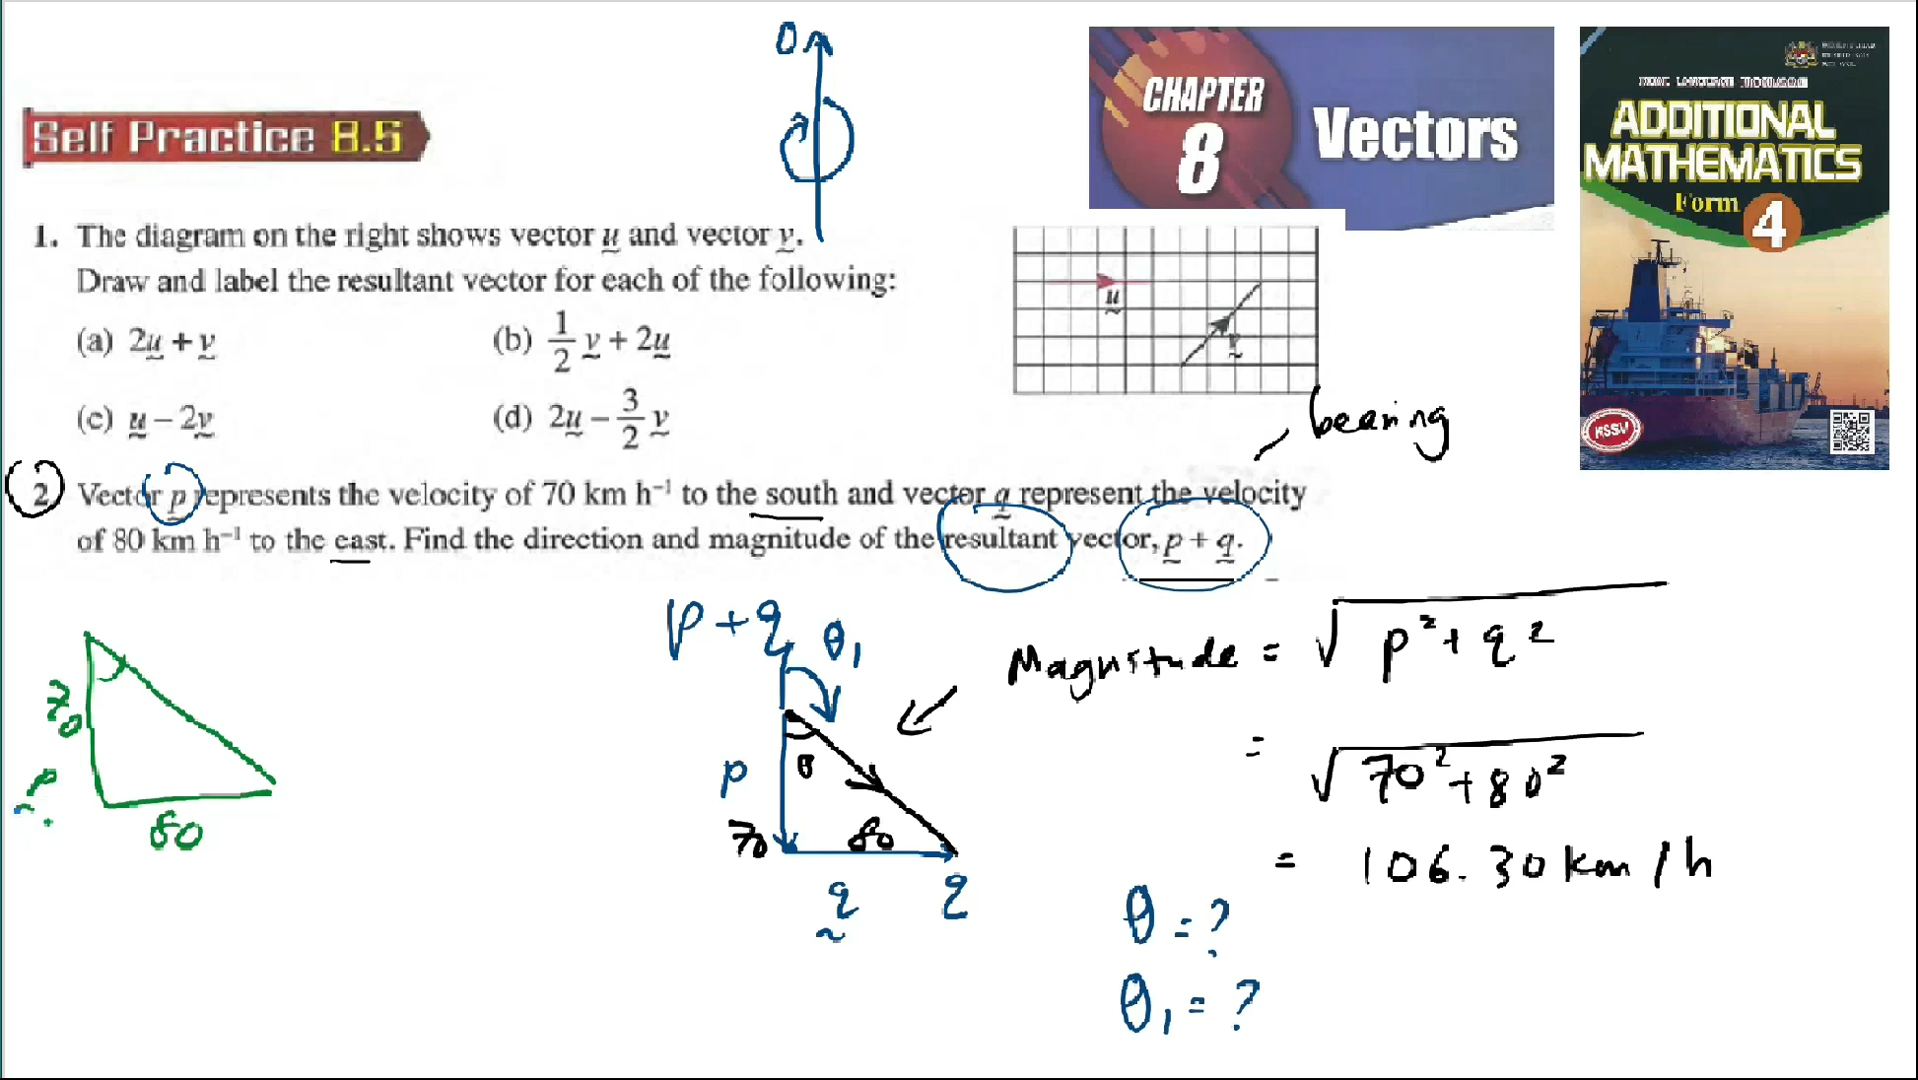 0
Self Practice 8.5
CHAPTER
8
Vectors
ADDITIONAL
MATHEMATICS
Form 4
KSSM
1. The diagram on the right shows vector u and vector v.
Draw and label the resultant vector for each of the following:
(a) 2u + v
(b) 1/2 v + 2u
(c) u – 2v
(d) 2u – 3/2 v
u
v
bearing
2 Vector p represents the velocity of 70 km h⁻¹ to the south and vector q represent the velocity
of 80 km h⁻¹ to the east. Find the direction and magnitude of the resultant vector, p + q.
70
80
p + q
θ₁
p
θ
70
80
q
q
Magnitude = √p² + q²
= √70² + 80²
= 106.30 km/h
θ = ?
θ₁ = ?